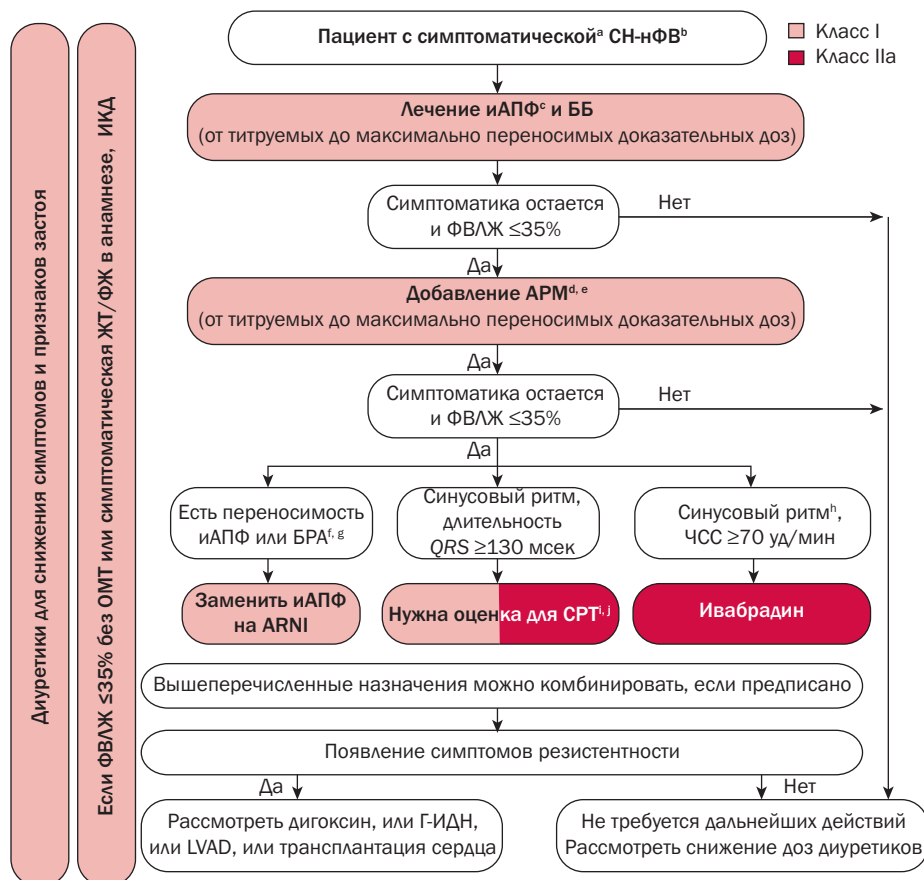 Пациент с симптоматической^a СН-нФВ^b
Класс I
Класс IIa
Диуретики для снижения симптомов и признаков застоя
Если ФВЛЖ ≤35% без ОМТ или симптоматическая ЖТ/ФЖ в анамнезе, ИКД
Лечение иАПФ^c и ББ
(от титруемых до максимально переносимых доказательных доз)
Симптоматика остается
и ФВЛЖ ≤35%
Нет
Да
Добавление АРМ^d, e
(от титруемых до максимально переносимых доказательных доз)
Да
Симптоматика остается
и ФВЛЖ ≤35%
Нет
Да
Есть переносимость
иАПФ или БРА^f, g
Синусовый ритм,
длительность
QRS ≥130 мсек
Синусовый ритм^h,
ЧСС ≥70 уд/мин
Заменить иАПФ
на ARNI
Нужна оценка для СРТ^i, j
Ивабрадин
Вышеперечисленные назначения можно комбинировать, если предписано
Появление симптомов резистентности
Да
Нет
Рассмотреть дигоксин, или Г-ИДН,
или LVAD, или трансплантация сердца
Не требуется дальнейших действий
Рассмотреть снижение доз диуретиков